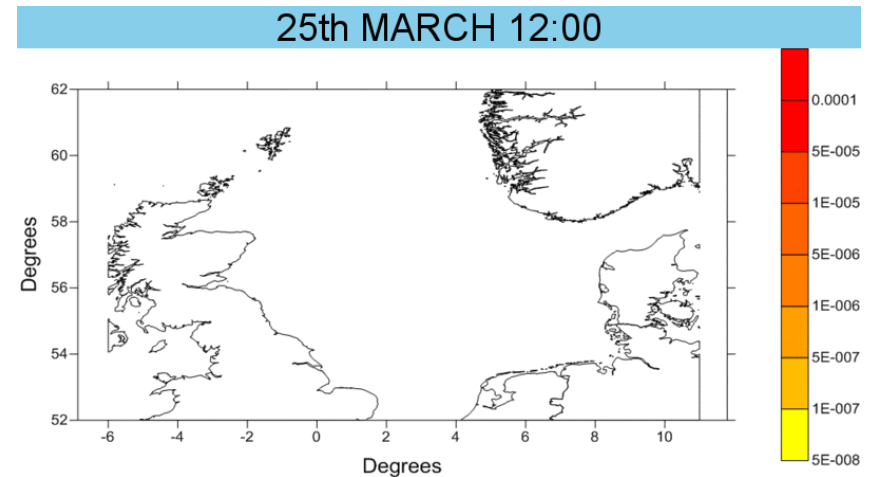 25th MARCH 12:00
62
60
58
56
54
52
Degrees
-6 -4 -2 0 2 4 6 8 10
Degrees
0.0001
5E-005
1E-005
5E-006
1E-006
5E-007
1E-007
5E-008